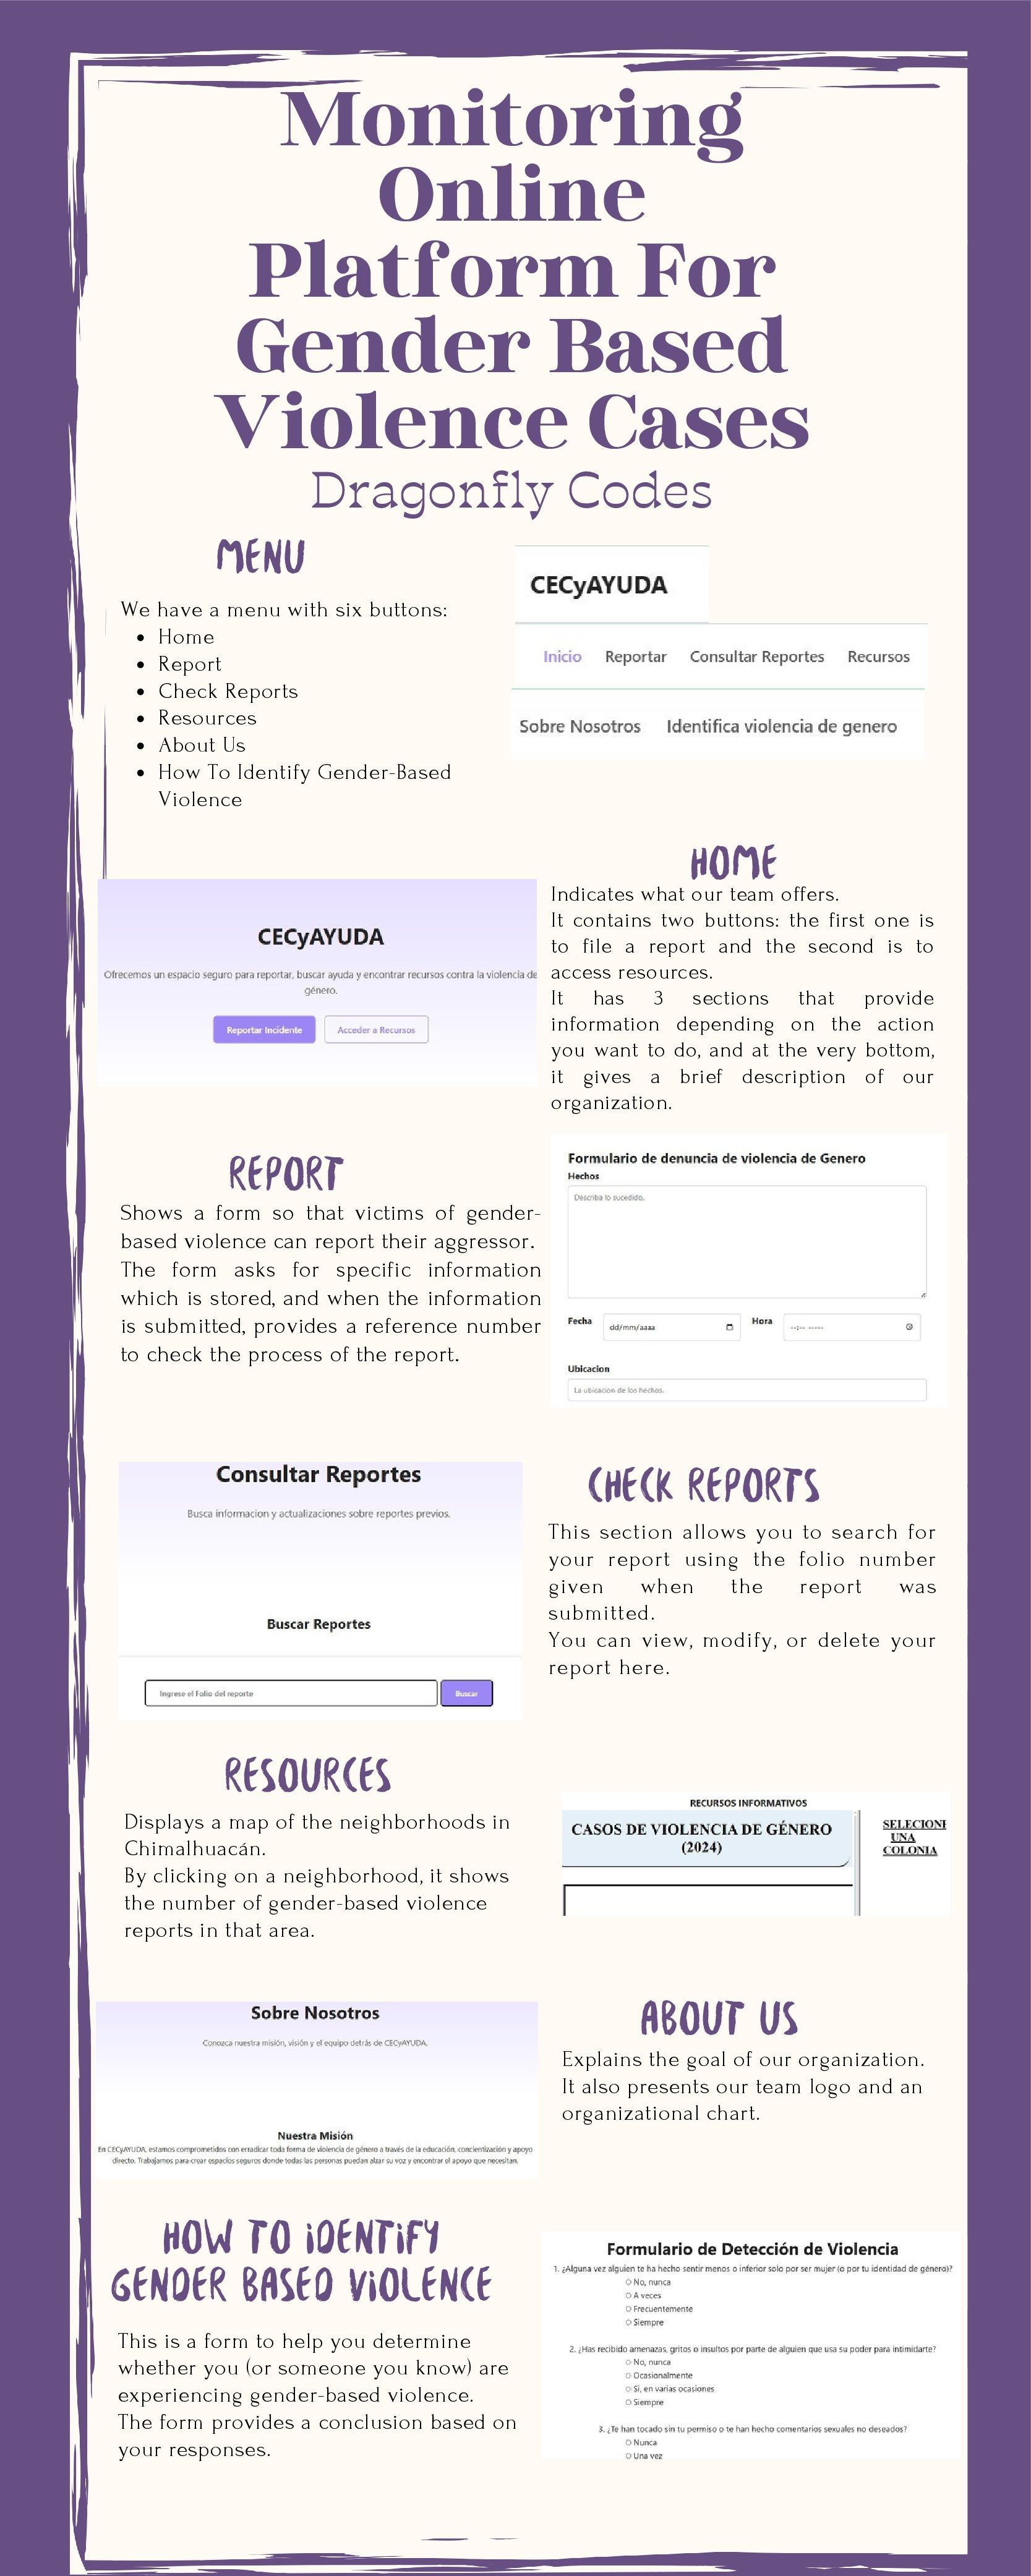 Monitoring
Online
Platform For
Gender Based
Violence Cases
Dragonfly Codes
MENU
We have a menu with six buttons:
• Home
• Report
• Check Reports
• Resources
• About Us
• How To Identify Gender-Based
Violence
CECyAYUDA
Inicio Reportar Consultar Reportes Recursos
Sobre Nosotros Identifica violencia de genero
HOME
CECyAYUDA
Ofrecemos un espacio seguro para reportar, buscar ayuda y encontrar recursos contra la violencia de
género.
Reportar Incidente Acceder a Recursos
Indicates what our team offers.
It contains two buttons: the first one is
to file a report and the second is to
access resources.
It has 3 sections that provide
information depending on the action
you want to do, and at the very bottom,
it gives a brief description of our
organization.
REPORT
Shows a form so that victims of gender-
based violence can report their aggressor.
The form asks for specific information
which is stored, and when the information
is submitted, provides a reference number
to check the process of the report.
Formulario de denuncia de violencia de Genero
Hechos
Describa lo sucedido.
Fecha dd/mm/aaaa Hora --:-- -----
Ubicacion
La ubicacion de los hechos.
Consultar Reportes
Busca informacion y actualizaciones sobre reportes previos.
Buscar Reportes
Ingrese el Folio del reporte Buscar
CHECK REPORTS
This section allows you to search for
your report using the folio number
given when the report was
submitted.
You can view, modify, or delete your
report here.
RESOURCES
Displays a map of the neighborhoods in
Chimalhuacán.
By clicking on a neighborhood, it shows
the number of gender-based violence
reports in that area.
RECURSOS INFORMATIVOS
CASOS DE VIOLENCIA DE GÉNERO
(2024)
SELECIONE
UNA
COLONIA
Sobre Nosotros
Conozca nuestra misión, visión y el equipo detrás de CECyAYUDA.
Nuestra Misión
En CECyAYUDA, estamos comprometidos con erradicar toda forma de violencia de género a través de la educación, concientización y apoyo
directo. Trabajamos para crear espacios seguros donde todas las personas puedan alzar su voz y encontrar el apoyo que necesitan.
ABOUT US
Explains the goal of our organization.
It also presents our team logo and an
organizational chart.
HOW TO iDENTiFY
GENDER BASED ViOLENCE
This is a form to help you determine
whether you (or someone you know) are
experiencing gender-based violence.
The form provides a conclusion based on
your responses.
Formulario de Detección de Violencia
1. ¿Alguna vez alguien te ha hecho sentir menos o inferior solo por ser mujer (o por tu identidad de género)?
No, nunca
A veces
Frecuentemente
Siempre
2. ¿Has recibido amenazas, gritos o insultos por parte de alguien que usa su poder para intimidarte?
No, nunca
Ocasionalmente
Sí, en varias ocasiones
Siempre
3. ¿Te han tocado sin tu permiso o te han hecho comentarios sexuales no deseados?
Nunca
Una vez